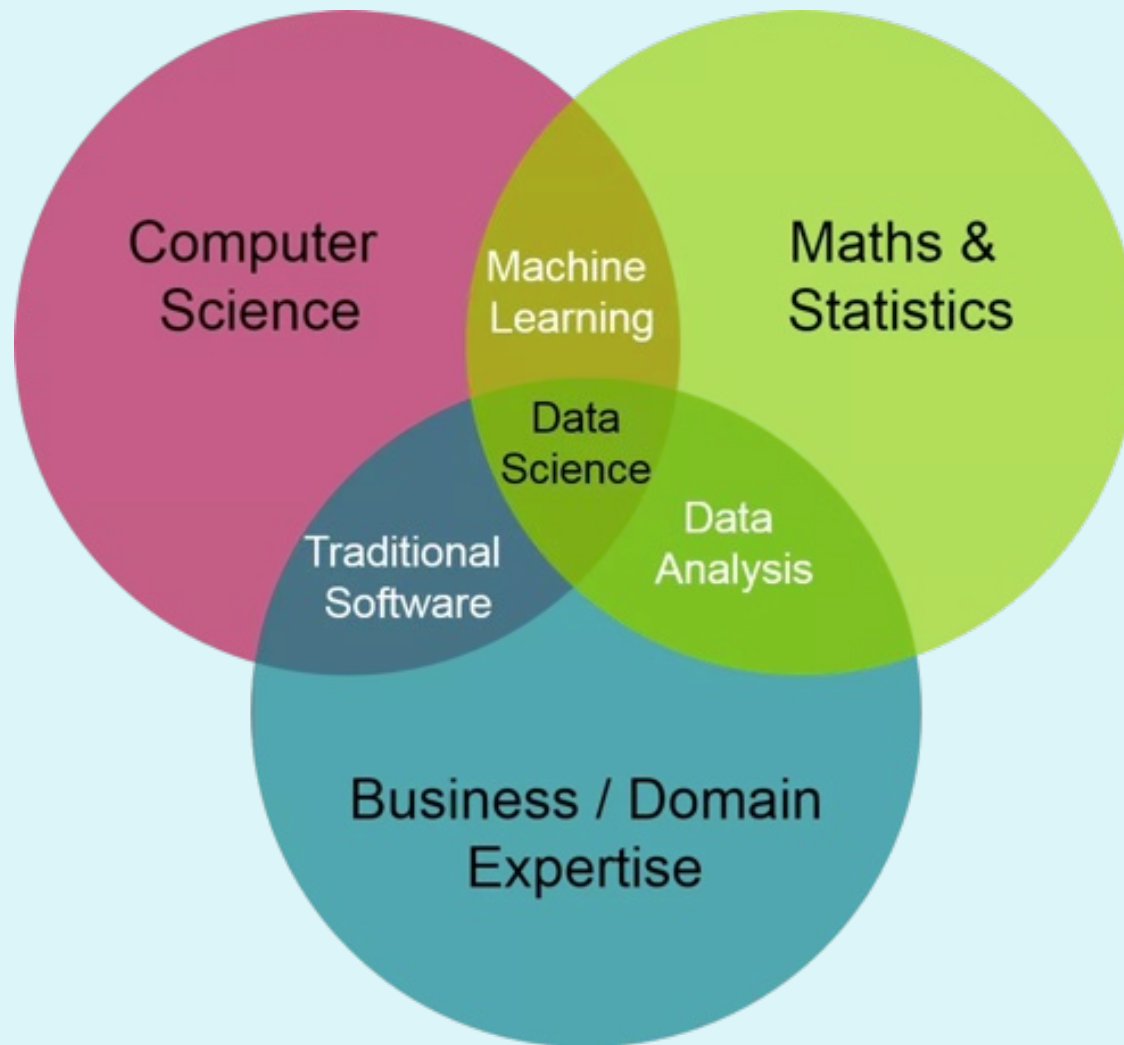 Computer
Science
Maths &
Statistics
Machine
Learning
Data
Science
Traditional
Software
Data
Analysis
Business / Domain
Expertise